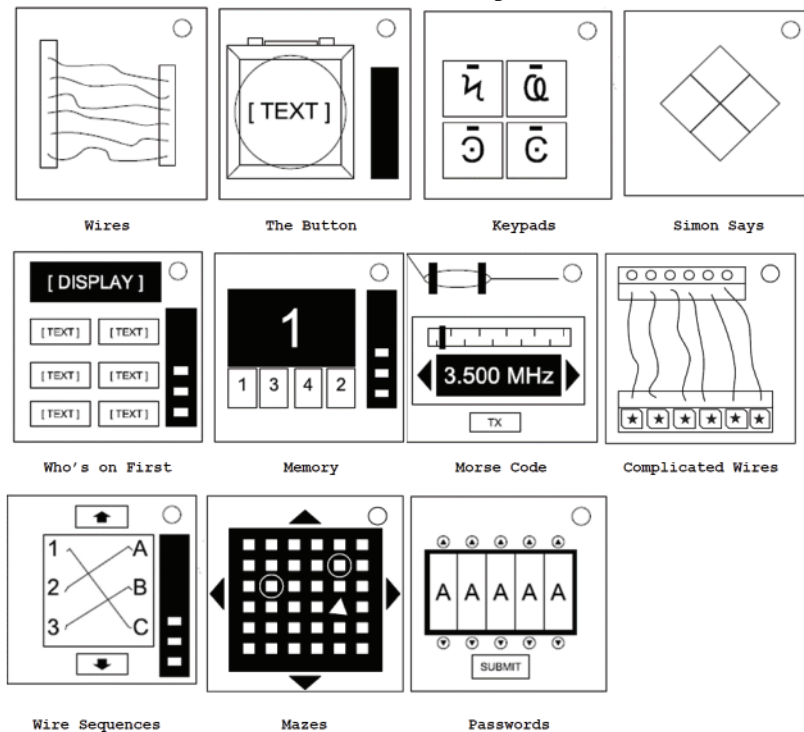 [ TEXT ]
Wires
The Button
Keypads
Simon Says
[ DISPLAY ]
[ TEXT ] [ TEXT ]
[ TEXT ] [ TEXT ]
[ TEXT ] [ TEXT ]
1
1 3 4 2
3.500 MHz
TX
Who's on First
Memory
Morse Code
Complicated Wires
1 A
2 B
3 C
A A A A A
SUBMIT
Wire Sequences
Mazes
Passwords